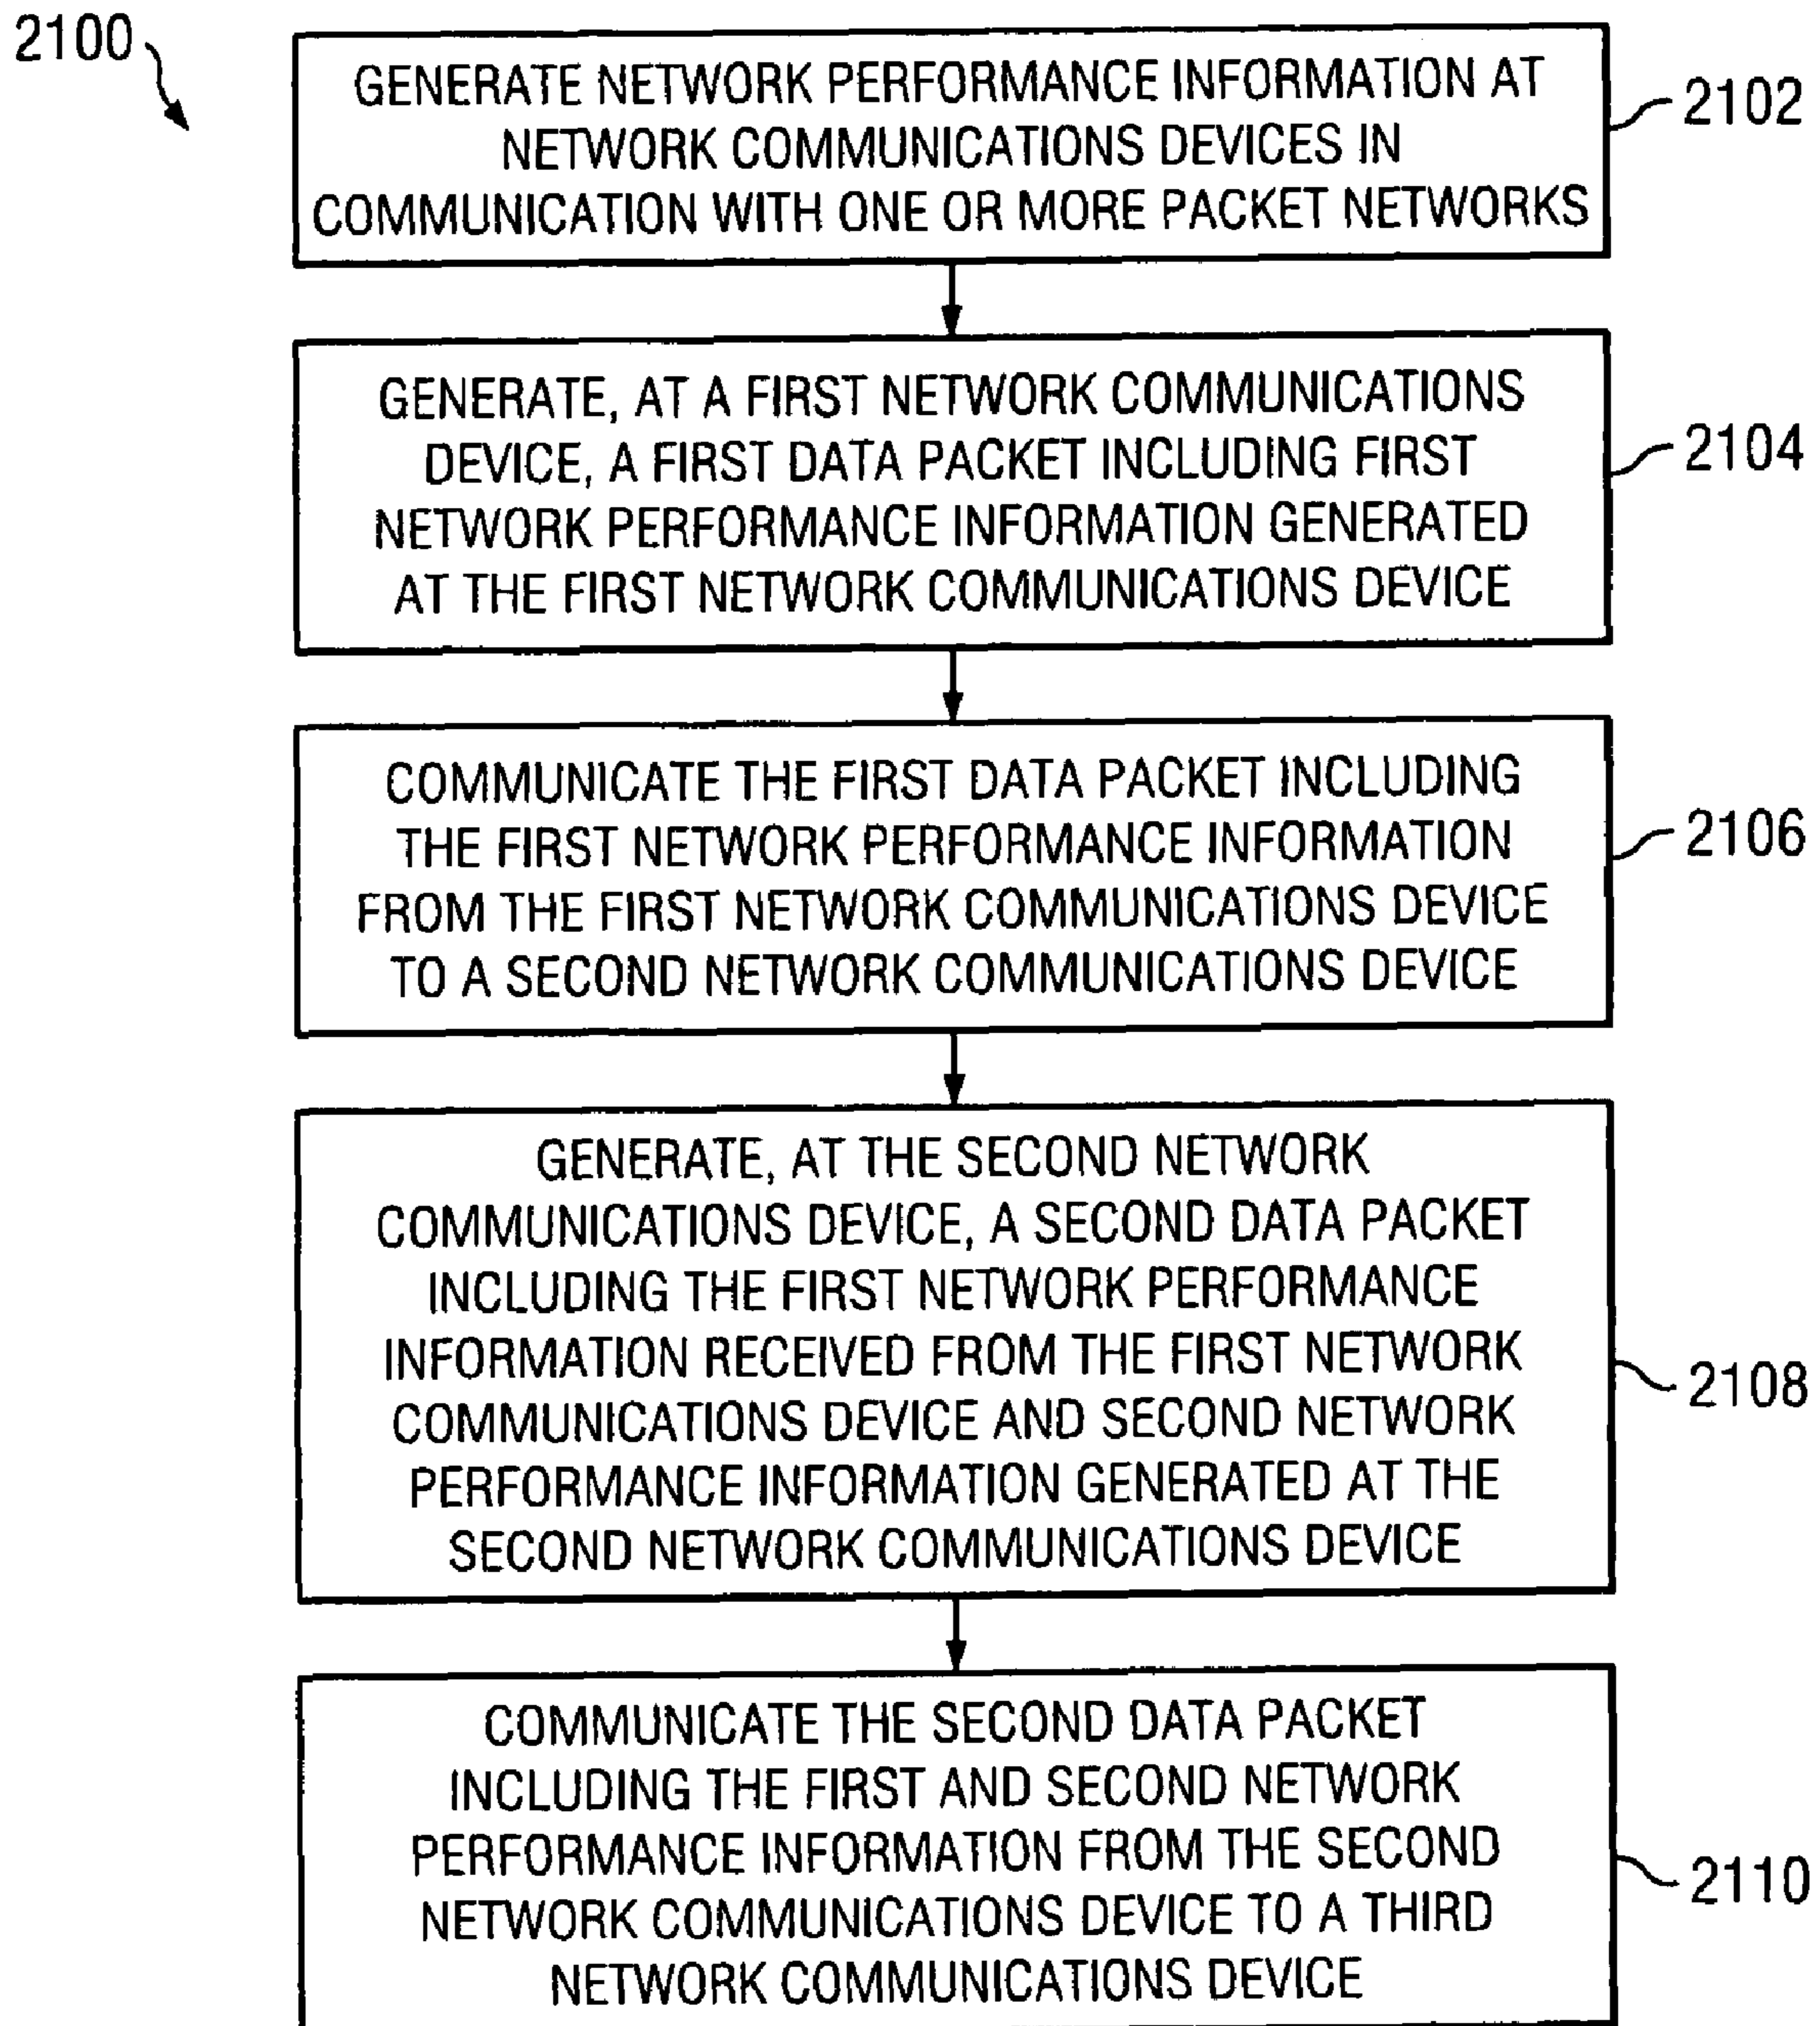 2100
GENERATE NETWORK PERFORMANCE INFORMATION AT
NETWORK COMMUNICATIONS DEVICES IN
COMMUNICATION WITH ONE OR MORE PACKET NETWORKS
2102
GENERATE, AT A FIRST NETWORK COMMUNICATIONS
DEVICE, A FIRST DATA PACKET INCLUDING FIRST
NETWORK PERFORMANCE INFORMATION GENERATED
AT THE FIRST NETWORK COMMUNICATIONS DEVICE
2104
COMMUNICATE THE FIRST DATA PACKET INCLUDING
THE FIRST NETWORK PERFORMANCE INFORMATION
FROM THE FIRST NETWORK COMMUNICATIONS DEVICE
TO A SECOND NETWORK COMMUNICATIONS DEVICE
2106
GENERATE, AT THE SECOND NETWORK
COMMUNICATIONS DEVICE, A SECOND DATA PACKET
INCLUDING THE FIRST NETWORK PERFORMANCE
INFORMATION RECEIVED FROM THE FIRST NETWORK
COMMUNICATIONS DEVICE AND SECOND NETWORK
PERFORMANCE INFORMATION GENERATED AT THE
SECOND NETWORK COMMUNICATIONS DEVICE
2108
COMMUNICATE THE SECOND DATA PACKET
INCLUDING THE FIRST AND SECOND NETWORK
PERFORMANCE INFORMATION FROM THE SECOND
NETWORK COMMUNICATIONS DEVICE TO A THIRD
NETWORK COMMUNICATIONS DEVICE
2110